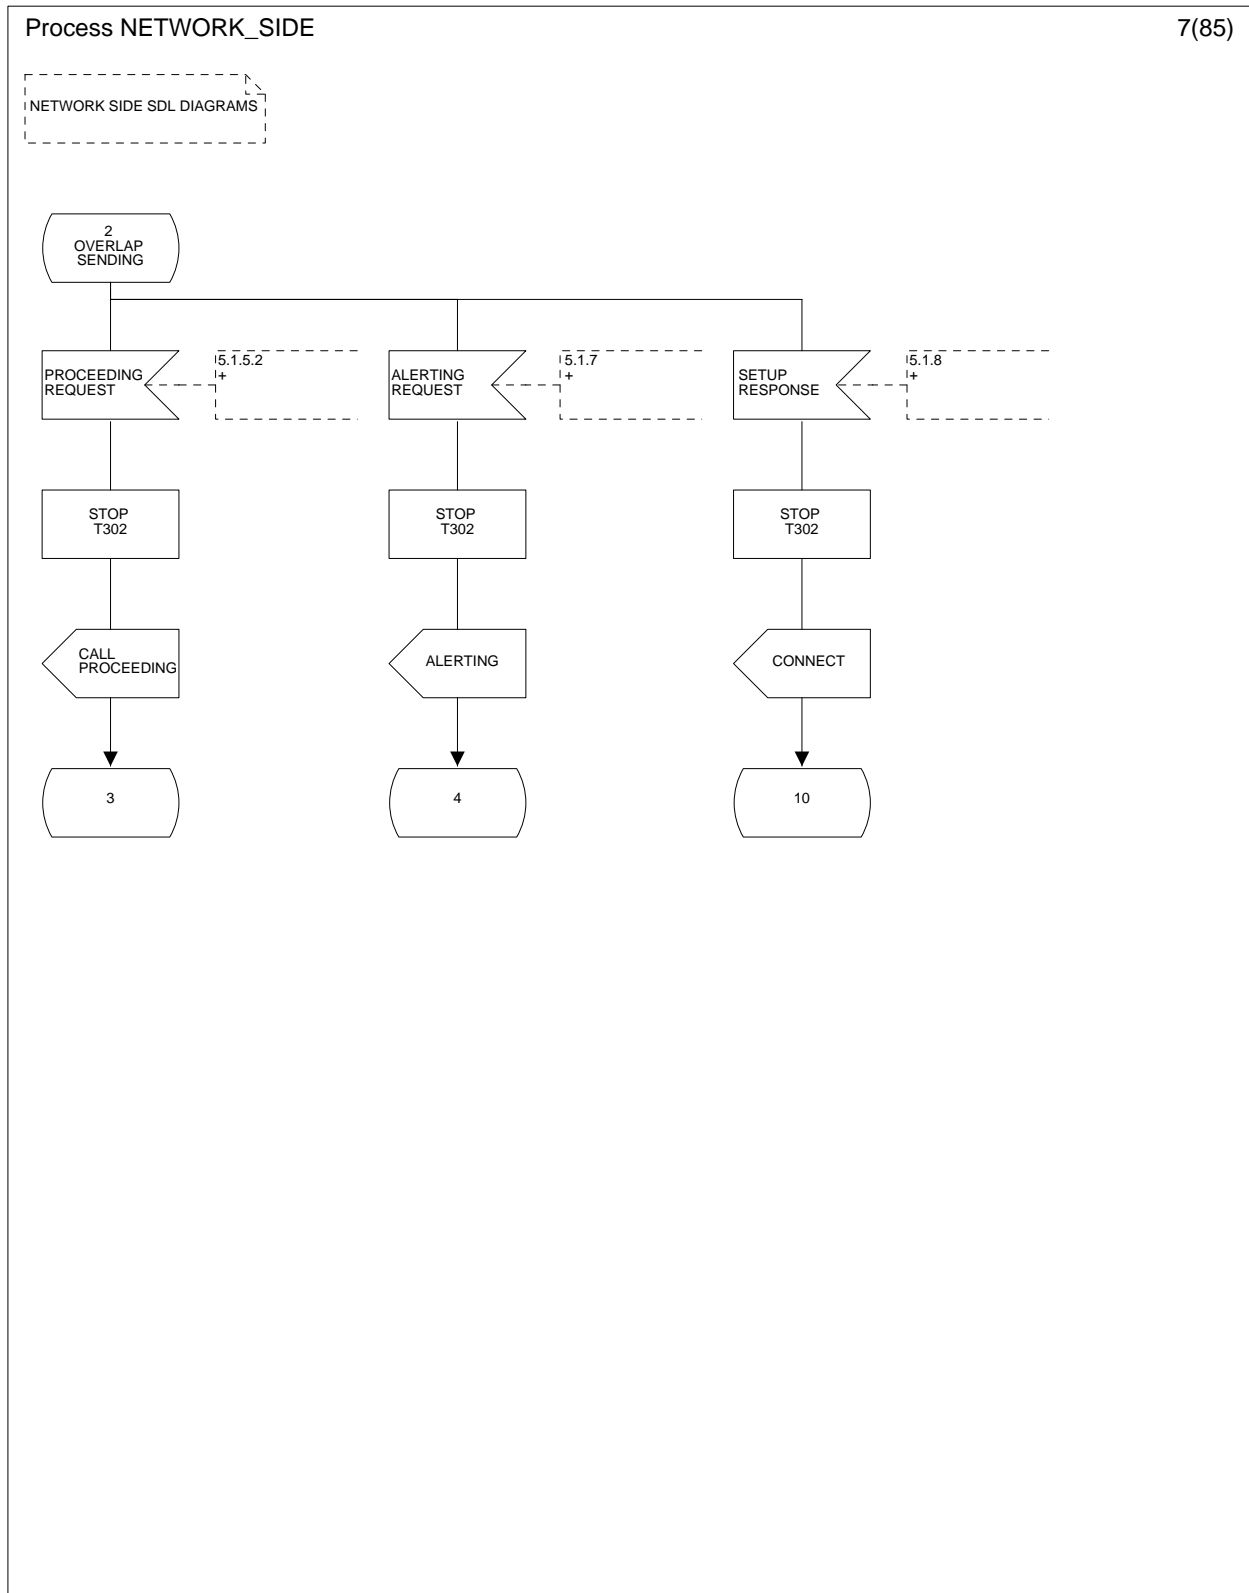 Process NETWORK_SIDE
7(85)
NETWORK SIDE SDL DIAGRAMS
2
OVERLAP
SENDING
PROCEEDING
REQUEST
5.1.5.2
+
ALERTING
REQUEST
5.1.7
+
SETUP
RESPONSE
5.1.8
+
STOP
T302
STOP
T302
STOP
T302
CALL
PROCEEDING
ALERTING
CONNECT
3
4
10